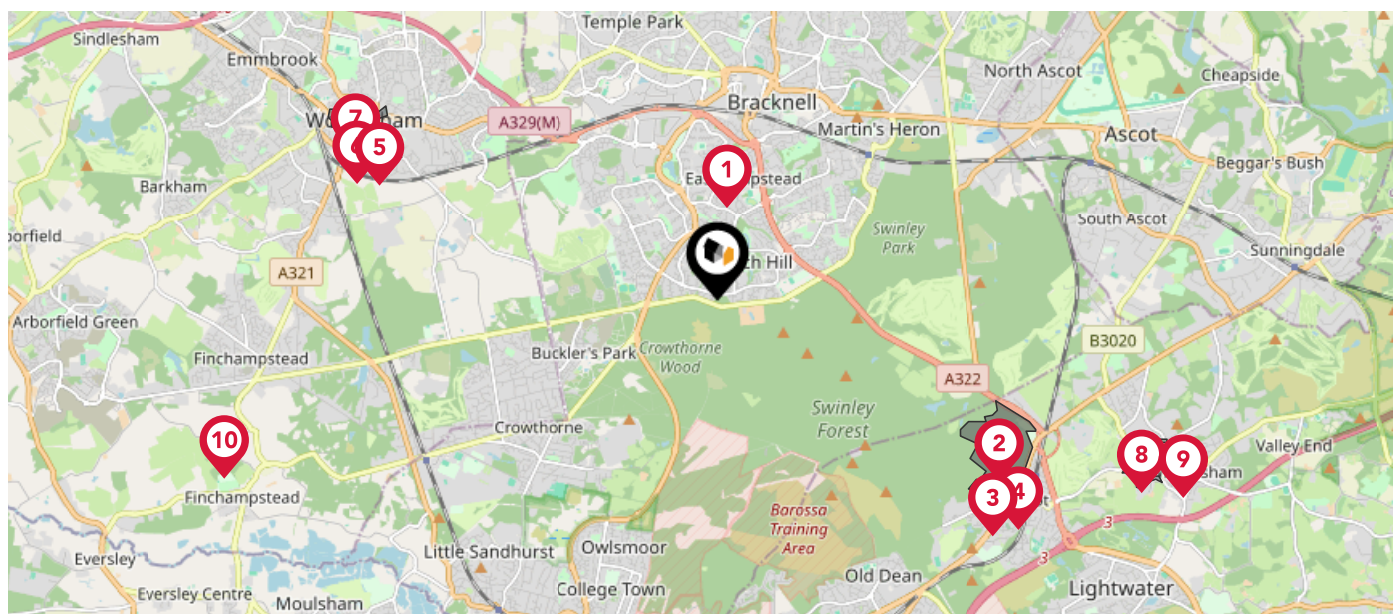 Temple Park
Sindlesham
Emmbrook
North Ascot
Cheapside
Bracknell
7
A329(M)
Martin's Heron
Ascot
5
1
Beggar's Bush
Barkham
South Ascot
Swinley
Park
Sunningdale
A321
Arborfield Green
B3020
Finchampstead
Buckler's Park
Crowthorne
Wood
A322
Swinley
Forest
Crowthorne
10
2
8
9
Valley End
Finchampstead
3
4
Barossa
Training
Area
3
3
Eversley
Little Sandhurst
Owlsmoor
Old Dean
Lightwater
Eversley Centre
College Town
Moulsham